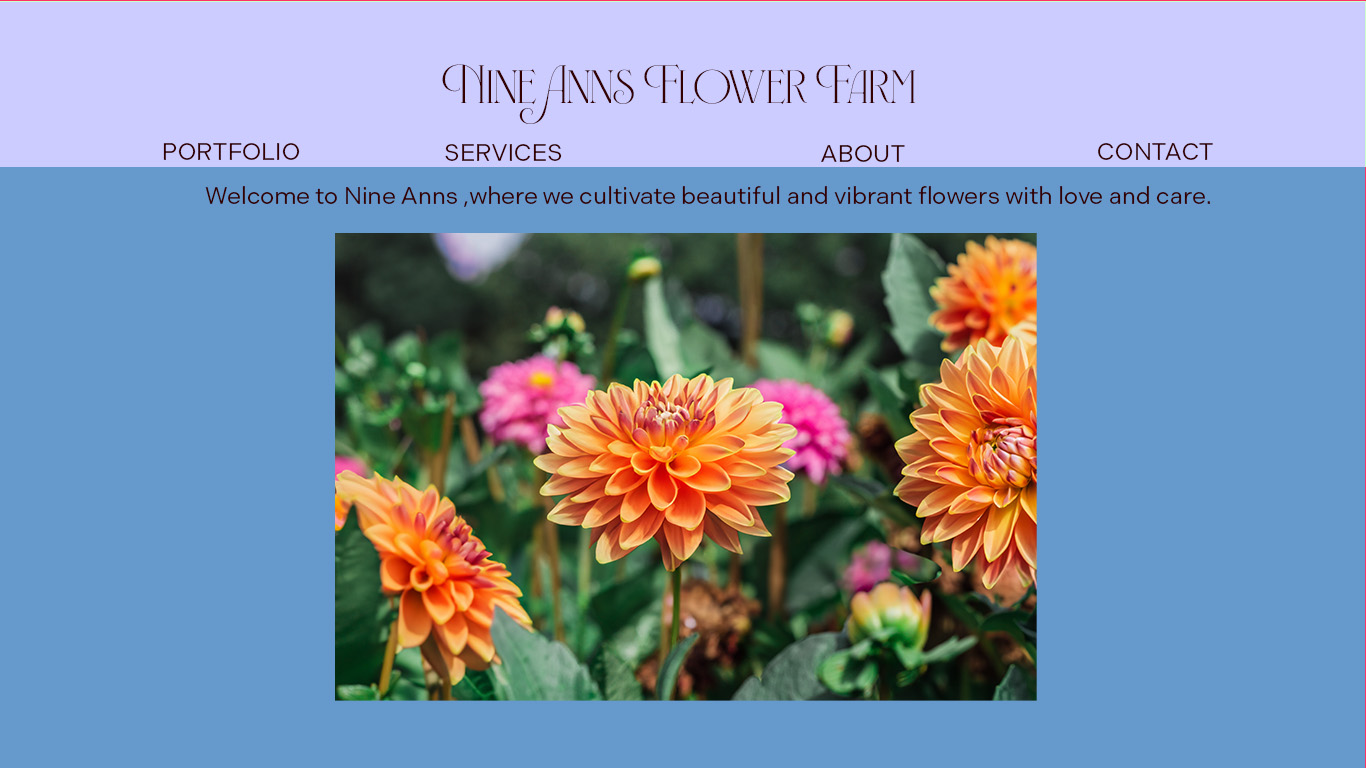 Nine Anns Flower Farm
PORTFOLIO SERVICES ABOUT CONTACT
Welcome to Nine Anns ,where we cultivate beautiful and vibrant flowers with love and care.